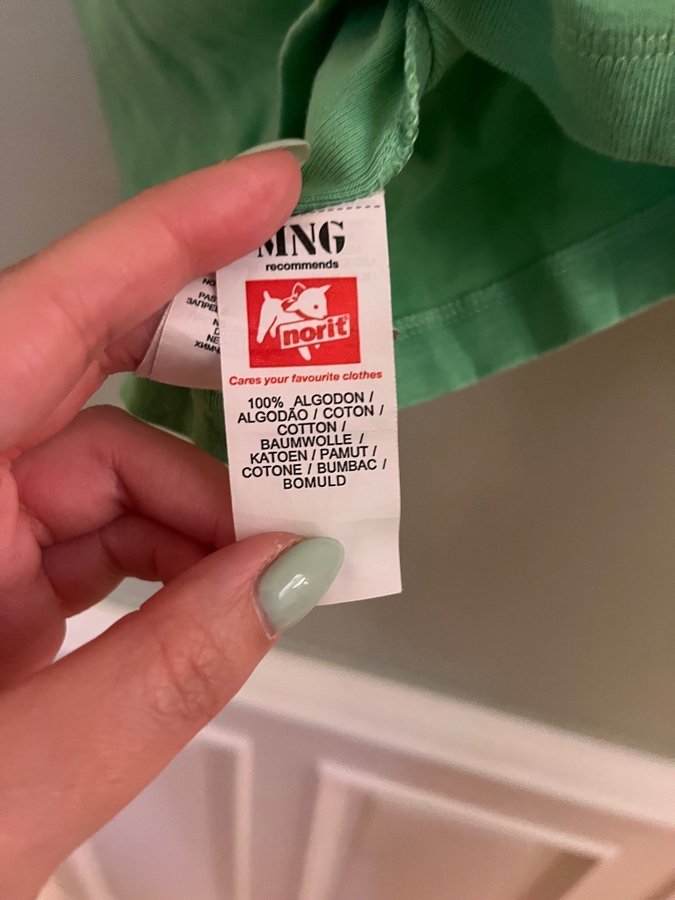 MNG
recommends
norit®
Cares your favourite clothes
100% ALGODON /
ALGODÃO / COTON /
COTTON /
BAUMWOLLE /
KATOEN / PAMUT /
COTONE / BUMBAC /
BOMULD